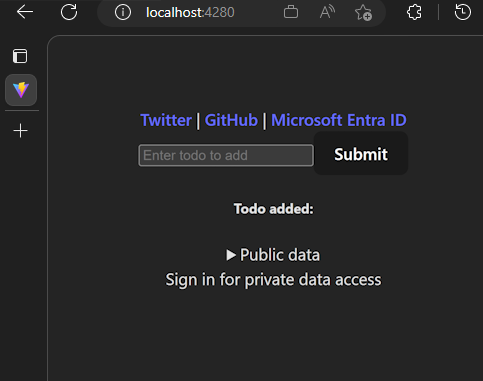 localhost:4280
Twitter | GitHub | Microsoft Entra ID
Enter todo to add Submit
Todo added:
▶ Public data
Sign in for private data access